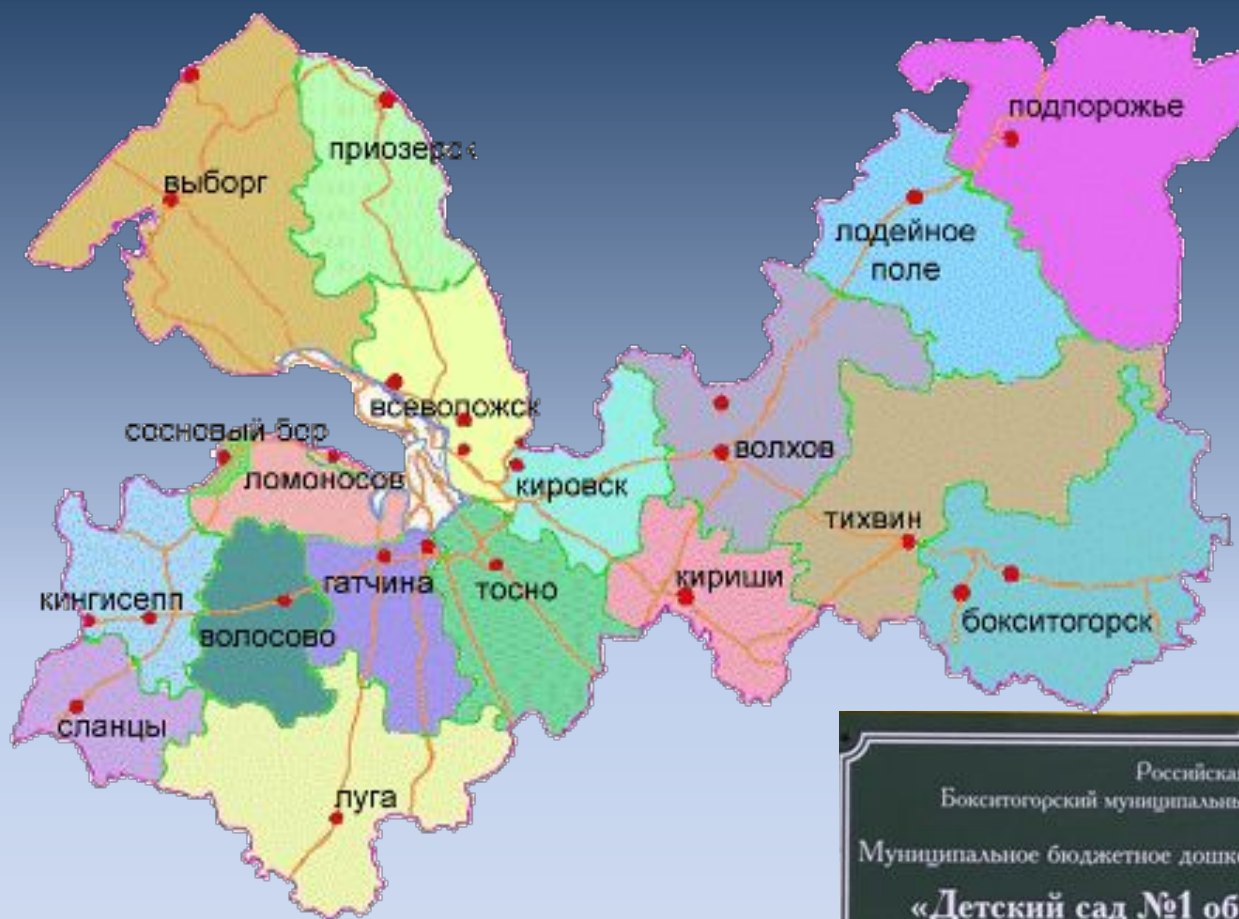 подпорожье
приозерск
выборг
лодейное
поле
всеволожск
сосновый бор
волхов
ломоносов
кировск
тихвин
гатчина
тосно
кириши
кингисепп
волосово
бокситогорск
сланцы
луга
Российская
Бокситогорский муниципальны
Муниципальное бюджетное дошко
«Детский сад №1 об